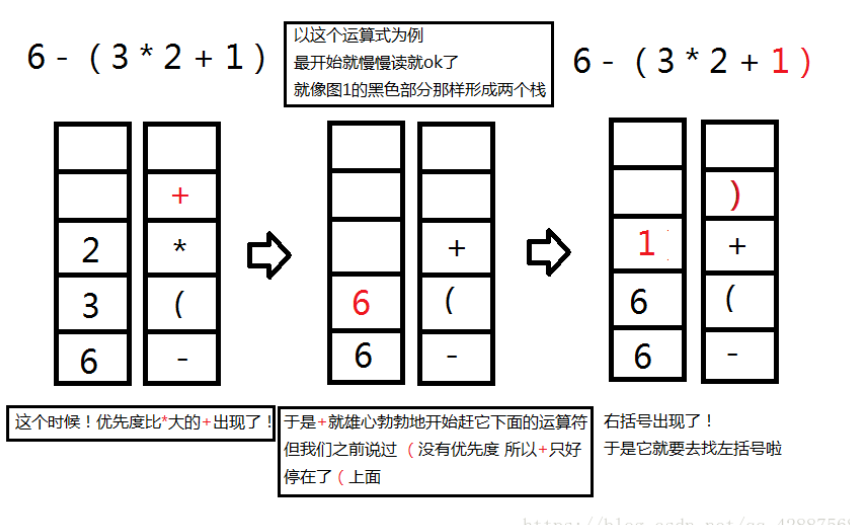 6 - ( 3 * 2 + 1 )
以这个运算式为例
最开始就慢慢读就ok了
就像图1的黑色部分那样形成两个栈
6 - ( 3 * 2 + 1 )
+
2 *
3 (
6 -
+
6 (
6 -
)
1 +
6 (
6 -
这个时候！优先度比*大的+出现了！
于是+就雄心勃勃地开始赶它下面的运算符
但我们之前说过（没有优先度 所以+只好
停在了（上面
右括号出现了！
于是它就要去找左括号啦